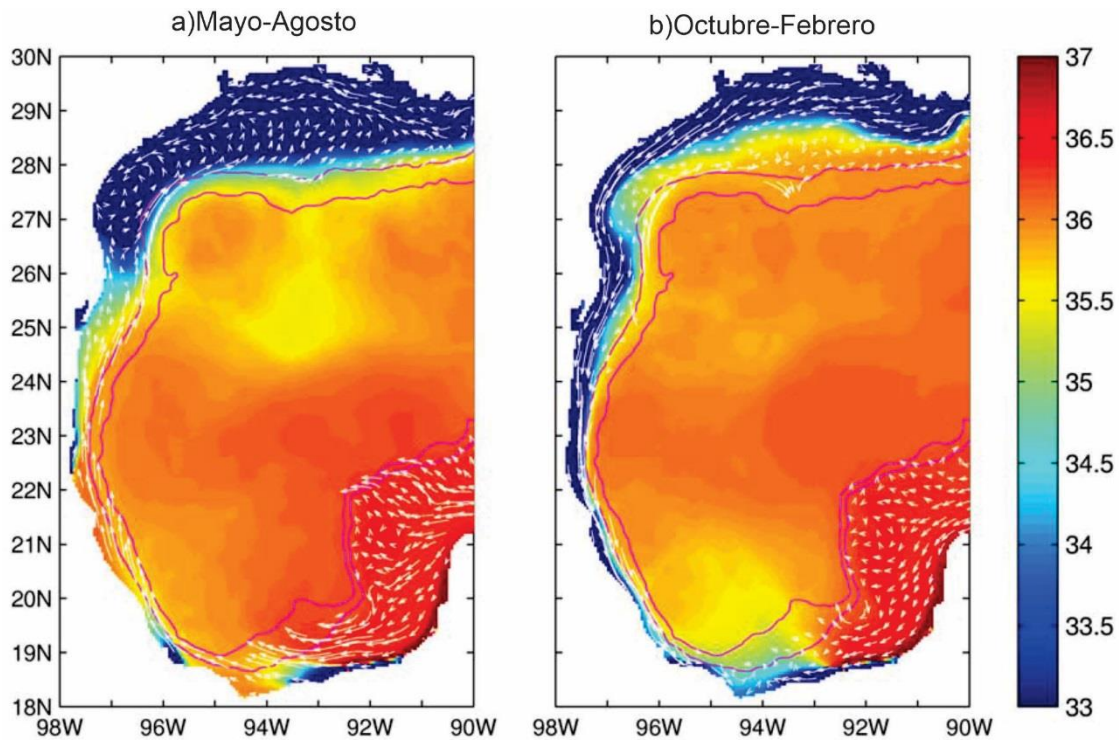 a)Mayo-Agosto
b)Octubre-Febrero
30N
29N
28N
27N
26N
25N
24N
23N
22N
21N
20N
19N
18N
98W 96W 94W 92W 90W
98W 96W 94W 92W 90W
37
36.5
36
35.5
35
34.5
34
33.5
33